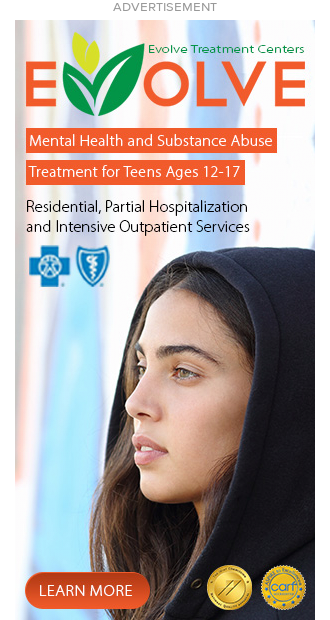 ADVERTISEMENT
Evolve Treatment Centers
EVOLVE
Mental Health and Substance Abuse
Treatment for Teens Ages 12-17
Residential, Partial Hospitalization
and Intensive Outpatient Services
LEARN MORE
carf